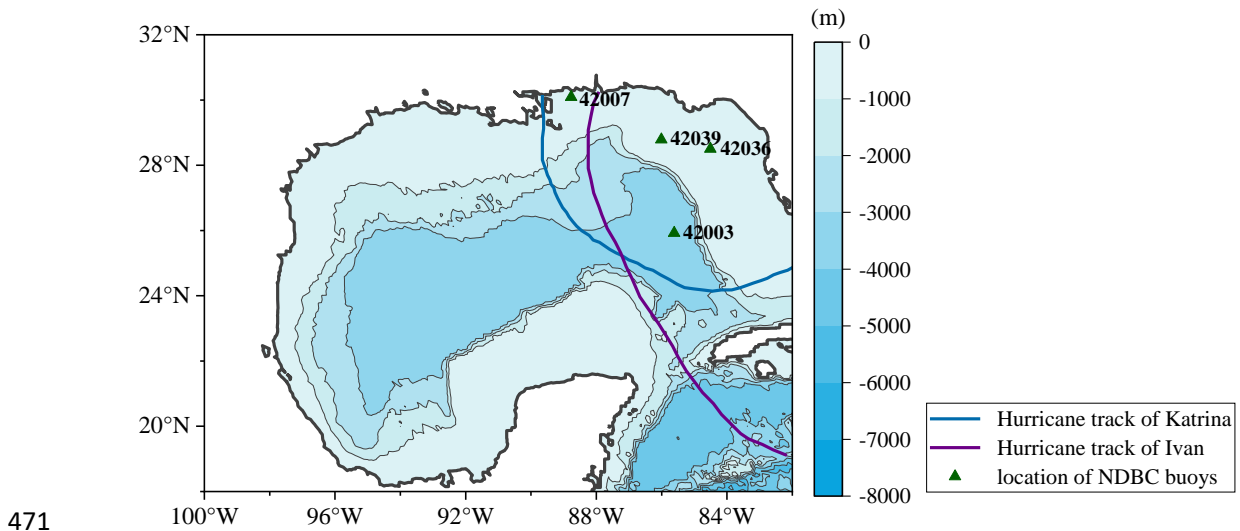 (m)
32°N
28°N
24°N
20°N
100°W
96°W
92°W
88°W
84°W
42007
42039
42036
42003
0
-1000
-2000
-3000
-4000
-5000
-6000
-7000
-8000
Hurricane track of Katrina
Hurricane track of Ivan
location of NDBC buoys
471